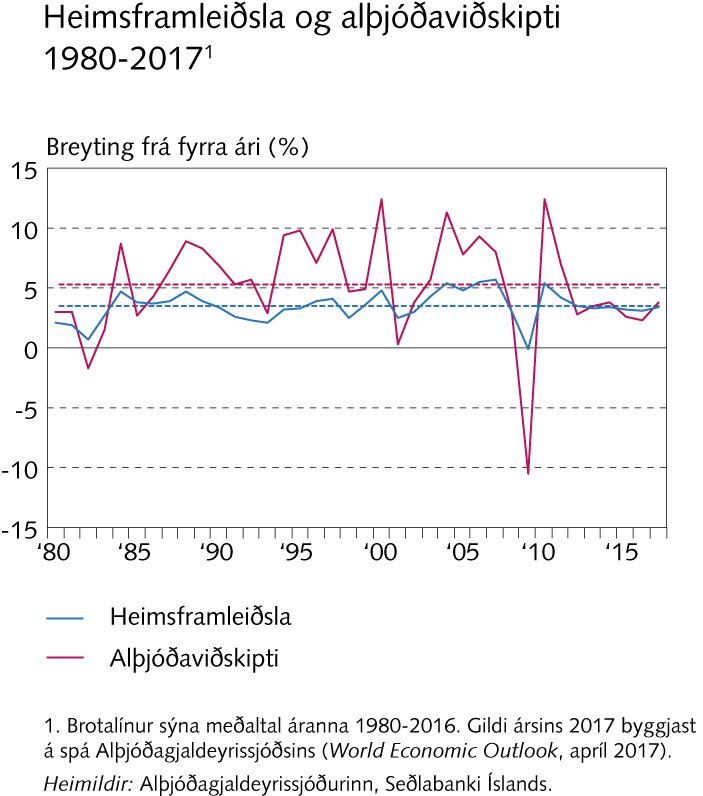 Heimsframleiðsla og alþjóðaviðskipti
1980-2017¹
Breyting frá fyrra ári (%)
15
10
5
0
-5
-10
-15
‘80 ‘85 ‘90 ‘95 ‘00 ‘05 ‘10 ‘15
Heimsframleiðsla
Alþjóðaviðskipti
1. Brotalínur sýna meðaltal áranna 1980-2016. Gildi ársins 2017 byggjast
á spá Alþjóðagjaldeyrissjóðsins (World Economic Outlook, apríl 2017).
Heimildir: Alþjóðagjaldeyrissjóðurinn, Seðlabanki Íslands.